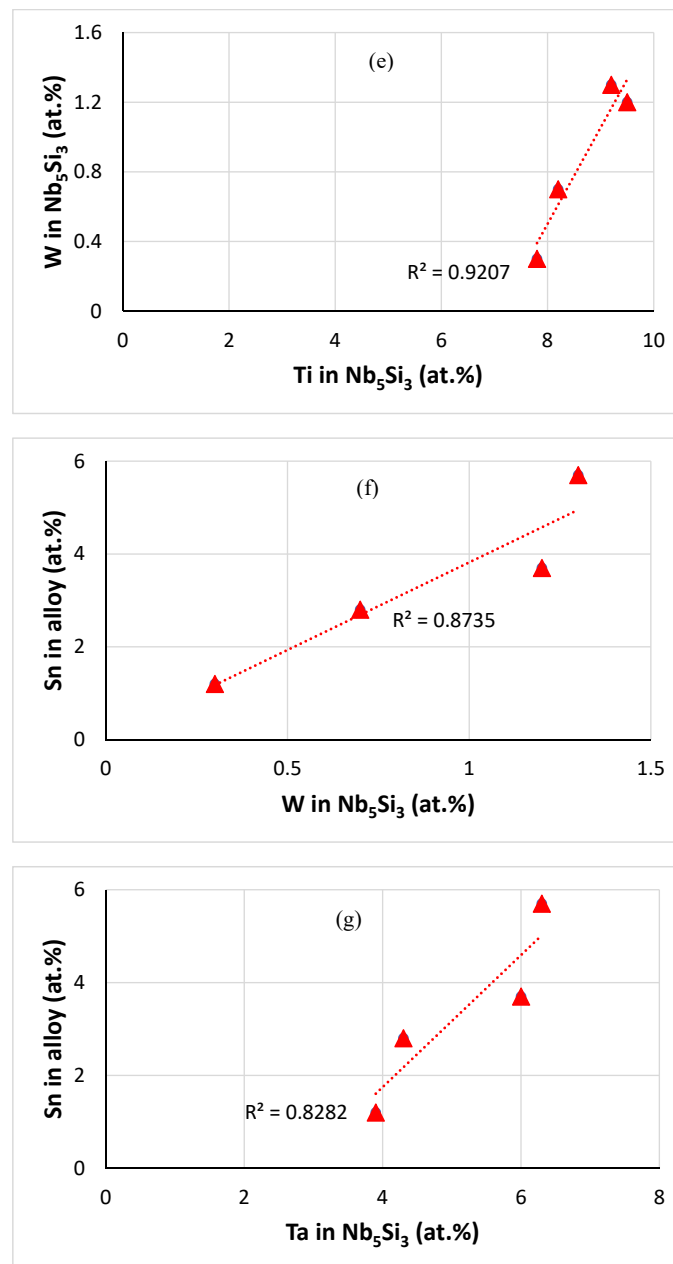 (e)
W in Nb₅Si₃ (at.%)
1.6
1.2
0.8
0.4
0
R² = 0.9207
0 2 4 6 8 10
Ti in Nb₅Si₃ (at.%)
(f)
Sn in alloy (at.%)
6
4
2
0
R² = 0.8735
0 0.5 1 1.5
W in Nb₅Si₃ (at.%)
(g)
Sn in alloy (at.%)
6
4
2
0
R² = 0.8282
0 2 4 6 8
Ta in Nb₅Si₃ (at.%)